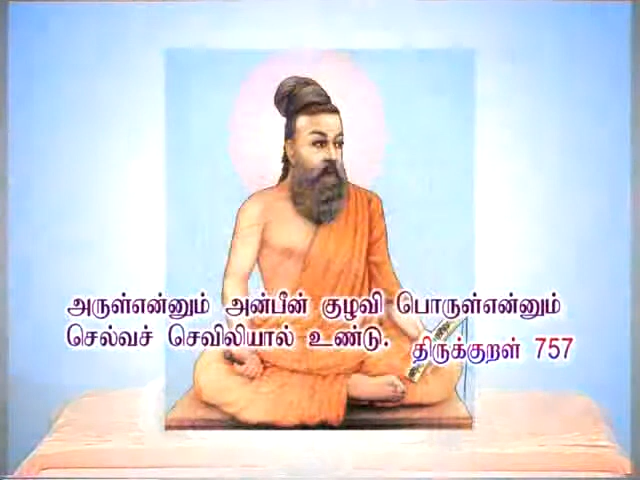 அருள்என்னும் அன்பீன் குழவி பொருள்என்னும்
செல்வச் செவிலியால் உண்டு.
திருக்குறள் 757